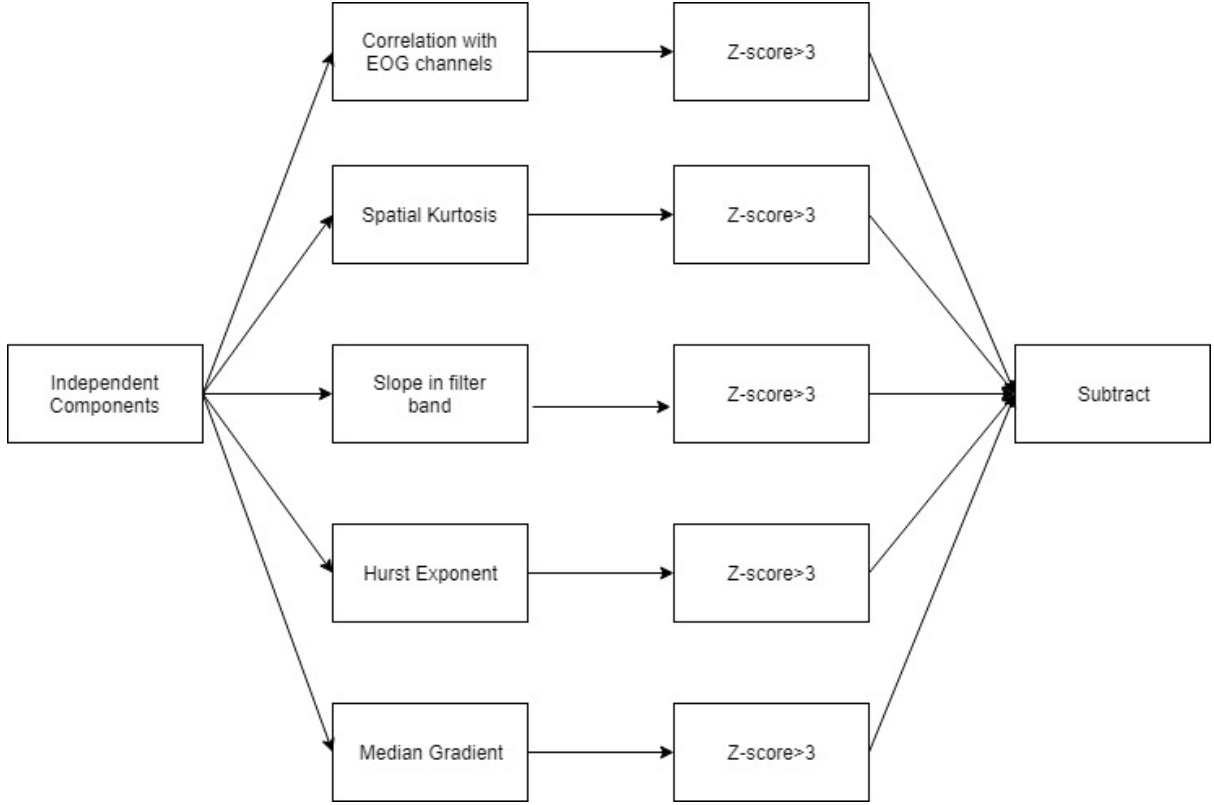 Correlation with
EOG channels
Z-score>3
Spatial Kurtosis
Z-score>3
Independent
Components
Slope in filter
band
Z-score>3
Subtract
Hurst Exponent
Z-score>3
Median Gradient
Z-score>3